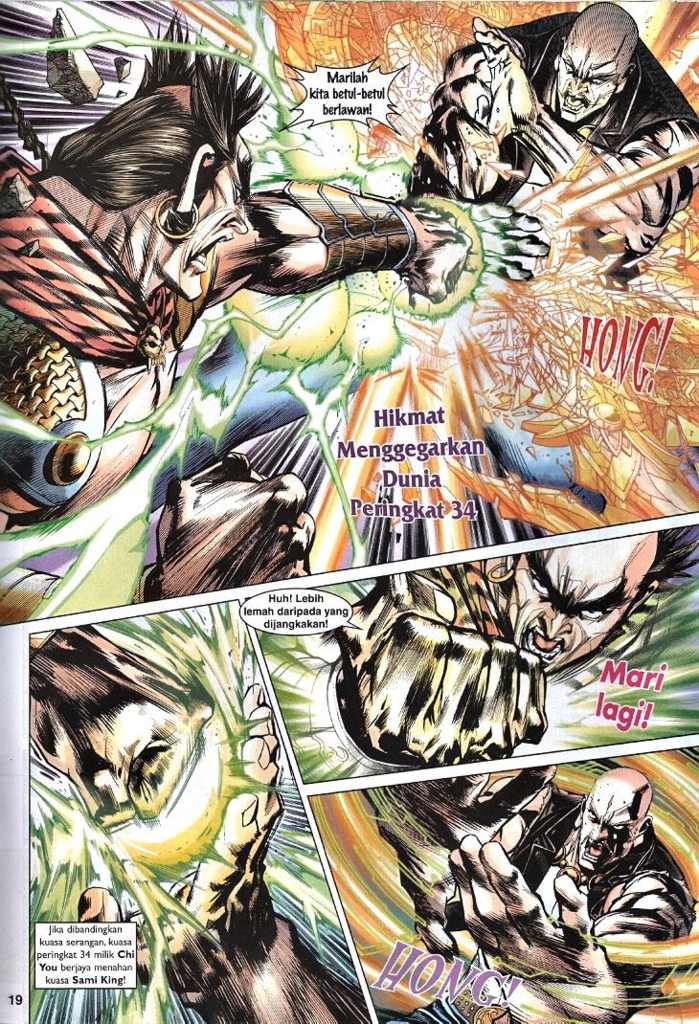 Marilah
kita betul-betul
berlawan!
HONG!
Hikmat
Menggegarkan
Dunia
Peringkat 34
Huh! Lebih
lemah daripada yang
dijangkakan!
Mari
lagi!
Jika dibandingkan
kuasa serangan, kuasa
peringkat 34 milik Chi
You berjaya menahan
kuasa Sami King!
HONG!
19